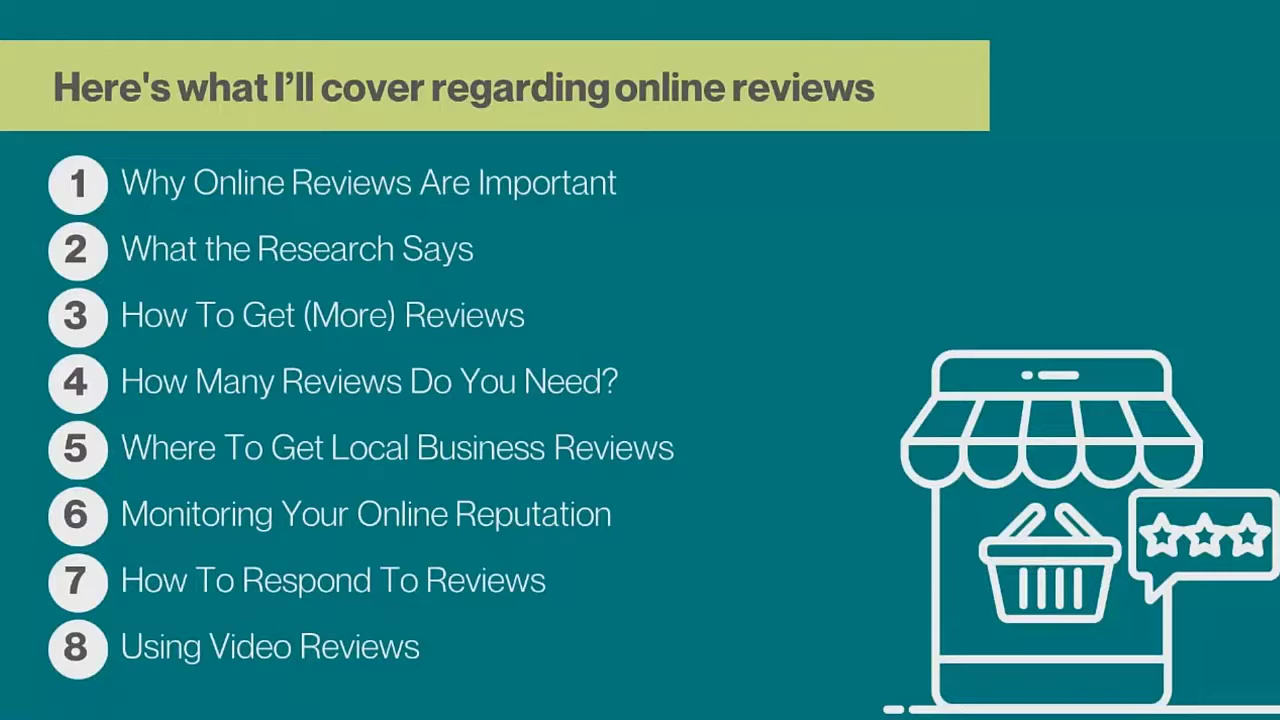 Here's what I’ll cover regarding online reviews
1 Why Online Reviews Are Important
2 What the Research Says
3 How To Get (More) Reviews
4 How Many Reviews Do You Need?
5 Where To Get Local Business Reviews
6 Monitoring Your Online Reputation
7 How To Respond To Reviews
8 Using Video Reviews